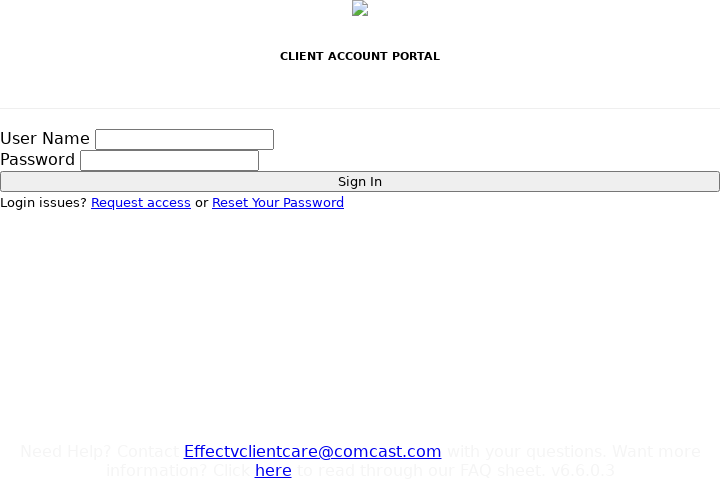 CLIENT ACCOUNT PORTAL
User Name
Password
Sign In
Login issues? Request access or Reset Your Password
Need Help? Contact Effectvclientcare@comcast.com with your questions. Want more
information? Click here to read through our FAQ sheet. v6.6.0.3